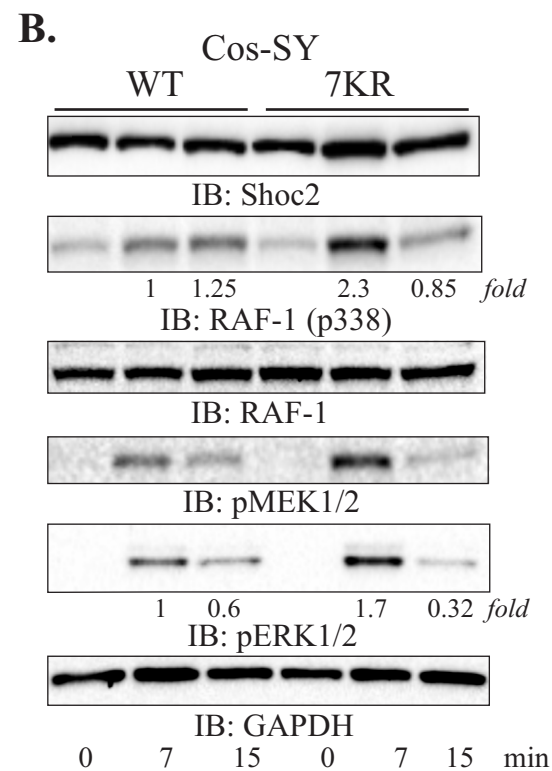 B.
Cos-SY
WT 7KR
IB: Shoc2
1 1.25 2.3 0.85 fold
IB: RAF-1 (p338)
IB: RAF-1
IB: pMEK1/2
1 0.6 1.7 0.32 fold
IB: pERK1/2
IB: GAPDH
0 7 15 0 7 15 min